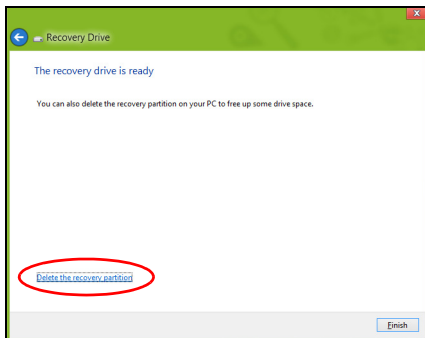 x
Recovery Drive
The recovery drive is ready
You can also delete the recovery partition on your PC to free up some drive space.
Delete the recovery partition
Finish